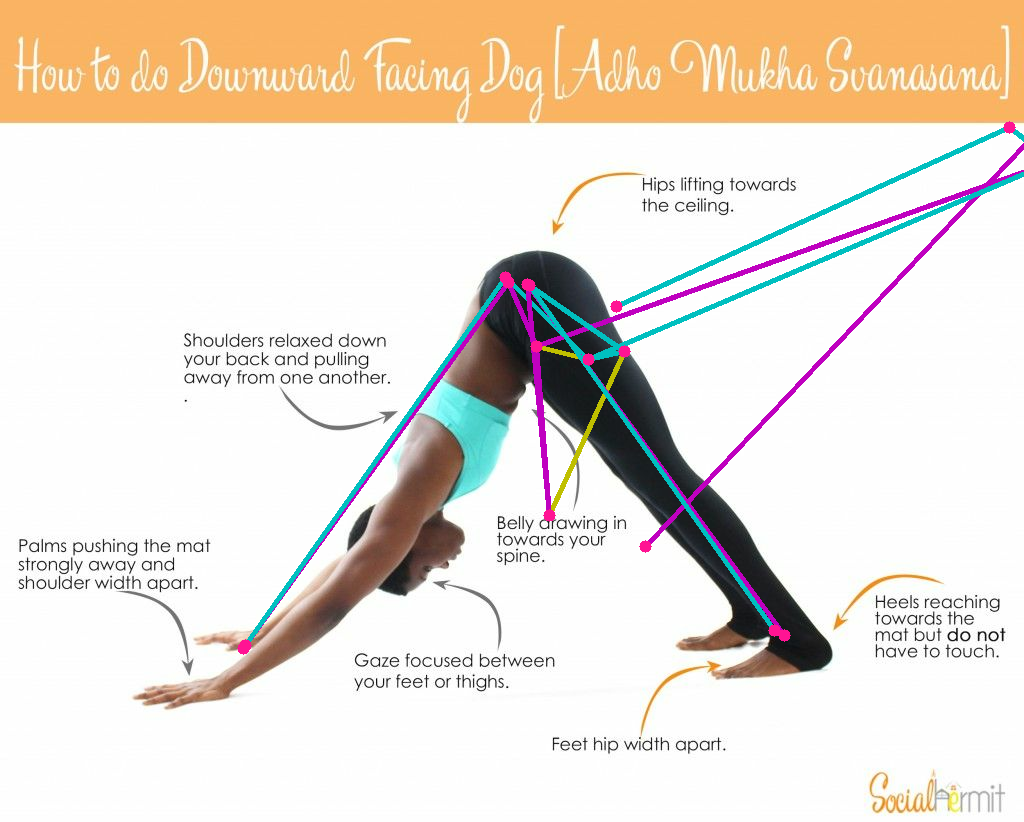 How to do Downward Facing Dog [Adho Mukha Svanasana]
Hips lifting towards
the ceiling.
Shoulders relaxed down
your back and pulling
away from one another.
.
Belly drawing in
towards your
spine.
Palms pushing the mat
strongly away and
shoulder width apart.
Heels reaching
towards the
mat but do not
have to touch.
Gaze focused between
your feet or thighs.
Feet hip width apart.
Socialhermit